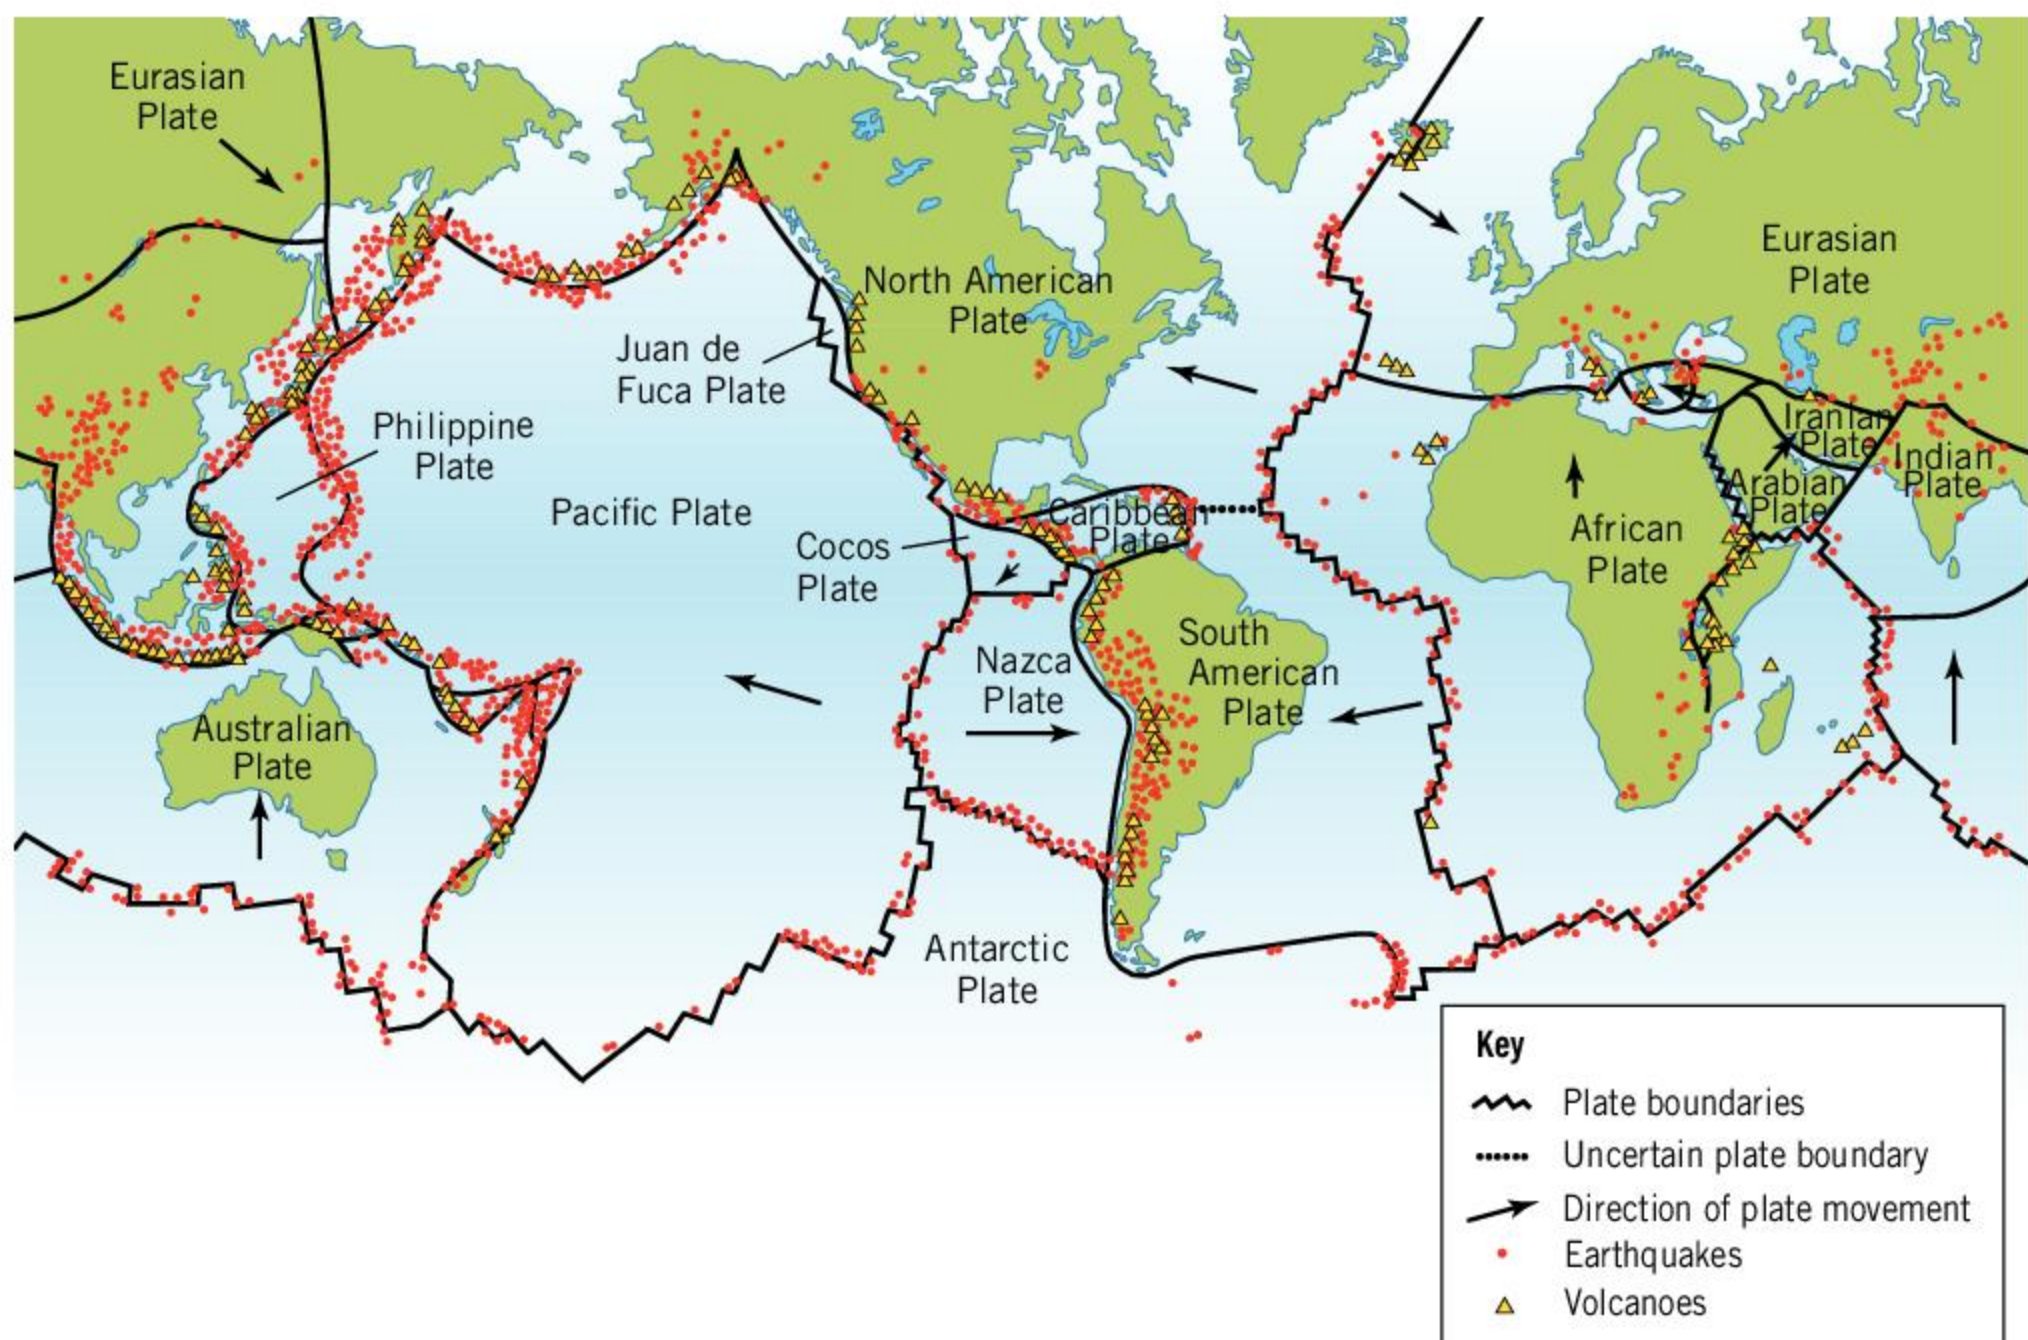 Eurasian
Plate
North American
Plate
Eurasian
Plate
Juan de
Fuca Plate
Philippine
Plate
Pacific Plate
Cocos
Plate
Caribbean
Plate
Iranian
Plate
Indian
Plate
Arabian
Plate
African
Plate
Nazca
Plate
South
American
Plate
Australian
Plate
Antarctic
Plate
Key
Plate boundaries
Uncertain plate boundary
Direction of plate movement
Earthquakes
Volcanoes